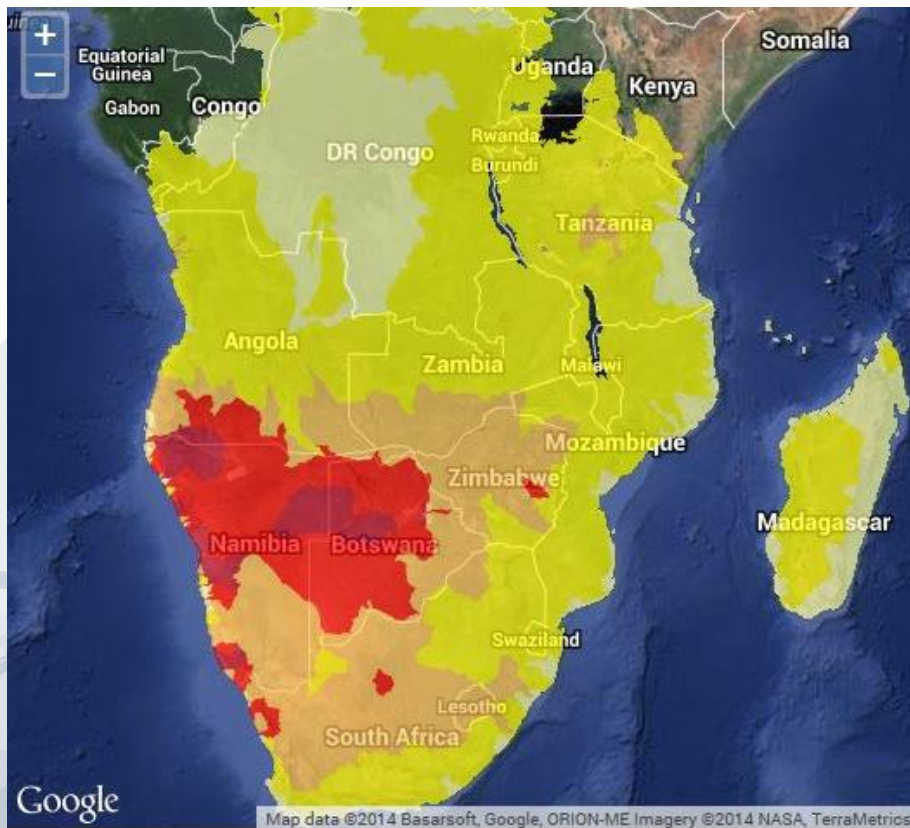 +
−
Equatorial
Guinea
Gabon
Congo
Uganda
Kenya
Somalia
DR Congo
Rwanda
Burundi
Tanzania
Angola
Zambia
Malawi
Mozambique
Zimbabwe
Namibia
Botswana
Madagascar
Swaziland
Lesotho
South Africa
Google
Map data ©2014 Basarsoft, Google, ORION-ME Imagery ©2014 NASA, TerraMetrics